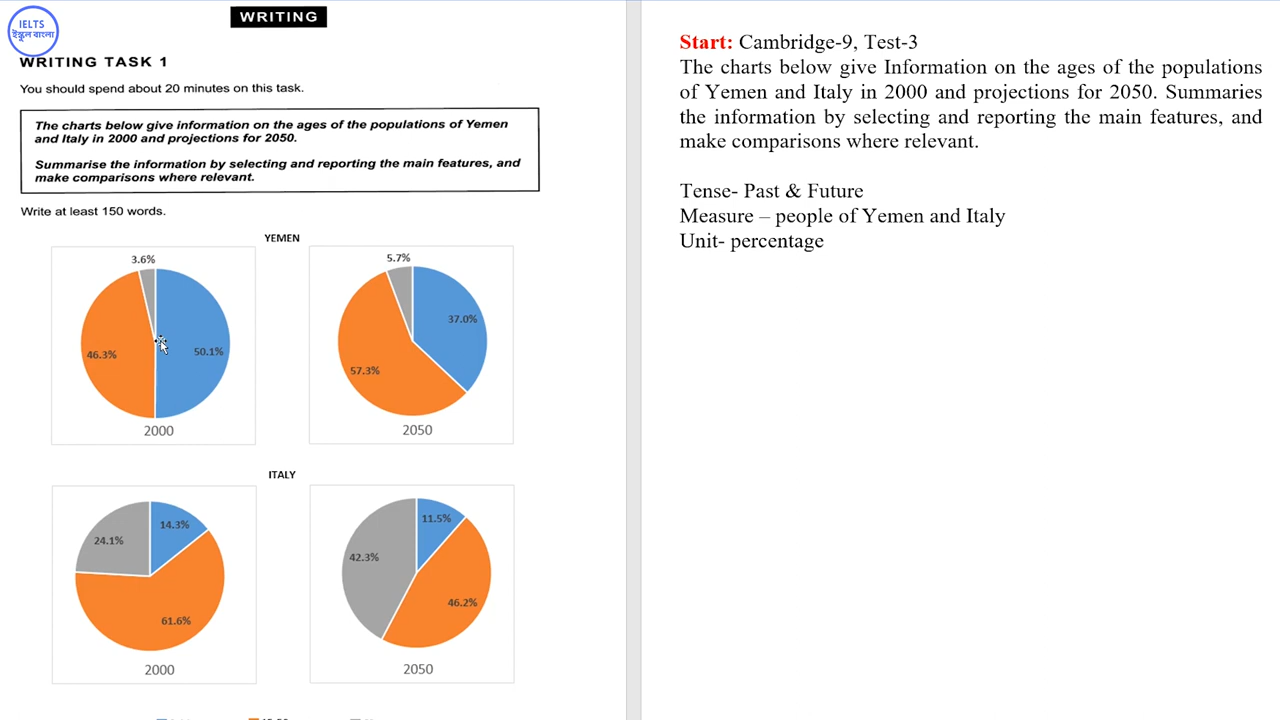 IELTS
ইস্কুল বাংলা
WRITING
WRITING TASK 1
You should spend about 20 minutes on this task.
The charts below give information on the ages of the populations of Yemen
and Italy in 2000 and projections for 2050.
Summarise the information by selecting and reporting the main features, and
make comparisons where relevant.
Write at least 150 words.
YEMEN
3.6%
46.3%
50.1%
2000
5.7%
37.0%
57.3%
2050
ITALY
24.1%
14.3%
61.6%
2000
11.5%
42.3%
46.2%
2050
Start: Cambridge-9, Test-3
The charts below give Information on the ages of the populations
of Yemen and Italy in 2000 and projections for 2050. Summaries
the information by selecting and reporting the main features, and
make comparisons where relevant.
Tense- Past & Future
Measure – people of Yemen and Italy
Unit- percentage